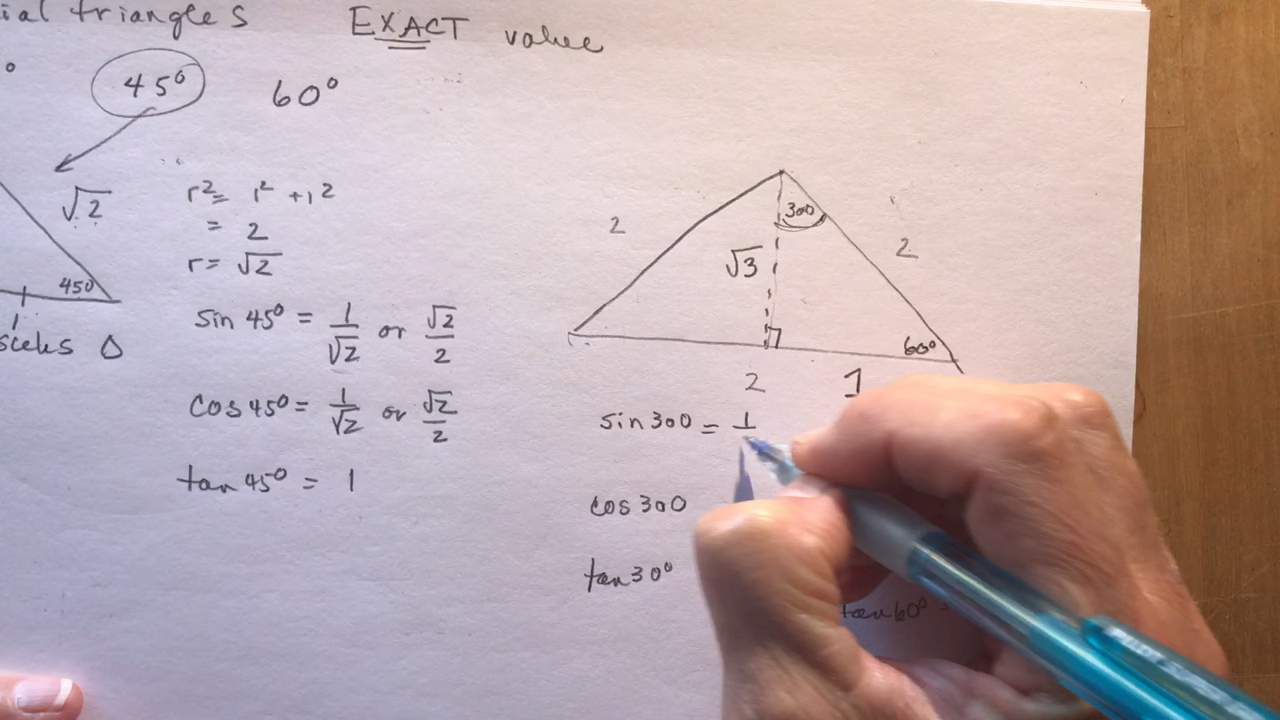 ial triangles EXACT value
° 45° 60°
√2
45°
1
sceles Δ
r² = 1² + 1²
= 2
r = √2
sin 45° = 1/√2 or √2/2
cos 45° = 1/√2 or √2/2
tan 45° = 1
30°
2
√3
2
60°
2 1
sin 30° = 1
cos 30°
tan 30°
tan 60° =